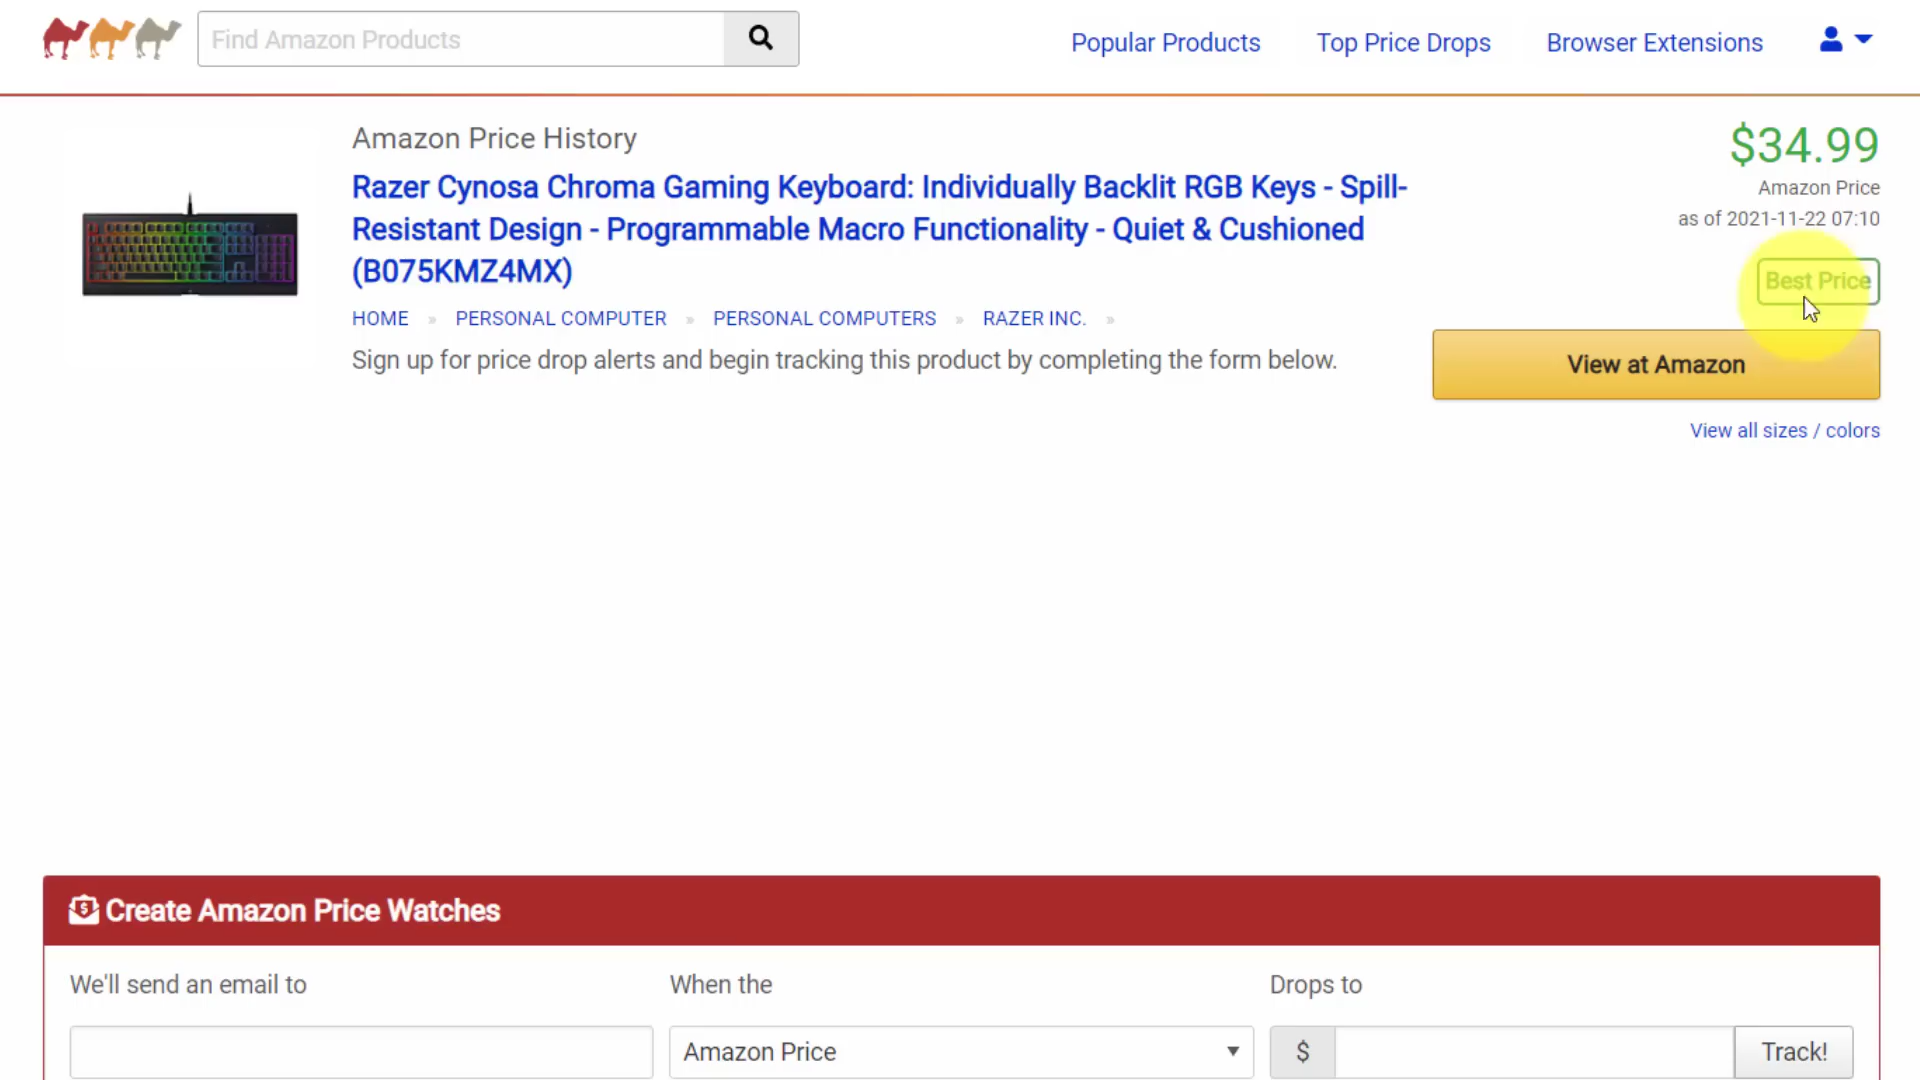 Find Amazon Products
Popular Products
Top Price Drops
Browser Extensions
Amazon Price History
Razer Cynosa Chroma Gaming Keyboard: Individually Backlit RGB Keys - Spill-
Resistant Design - Programmable Macro Functionality - Quiet & Cushioned
(B075KMZ4MX)
HOME » PERSONAL COMPUTER » PERSONAL COMPUTERS » RAZER INC. »
Sign up for price drop alerts and begin tracking this product by completing the form below.
$34.99
Amazon Price
as of 2021-11-22 07:10
Best Price
View at Amazon
View all sizes / colors
Create Amazon Price Watches
We'll send an email to
When the
Drops to
Amazon Price
$
Track!